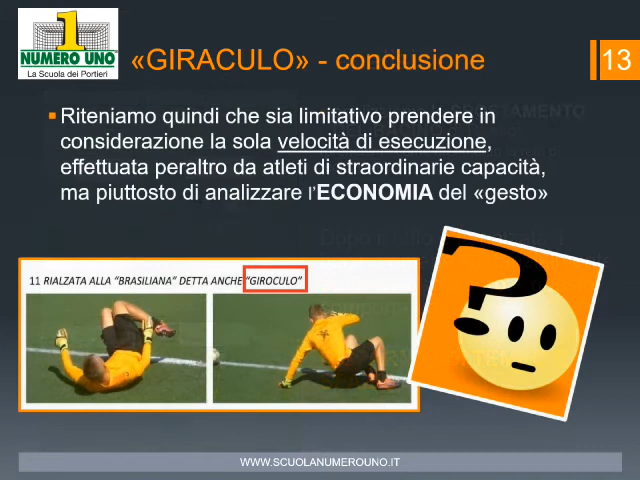 1
NUMERO UNO
La Scuola dei Portieri
«GIRACULO» - conclusione
13
Riteniamo quindi che sia limitativo prendere in
considerazione la sola velocità di esecuzione,
effettuata peraltro da atleti di straordinarie capacità,
ma piuttosto di analizzare l'ECONOMIA del «gesto»
11 RIALZATA ALLA "BRASILIANA" DETTA ANCHE "GIROCULO"
?
WWW.SCUOLANUMEROUNO.IT